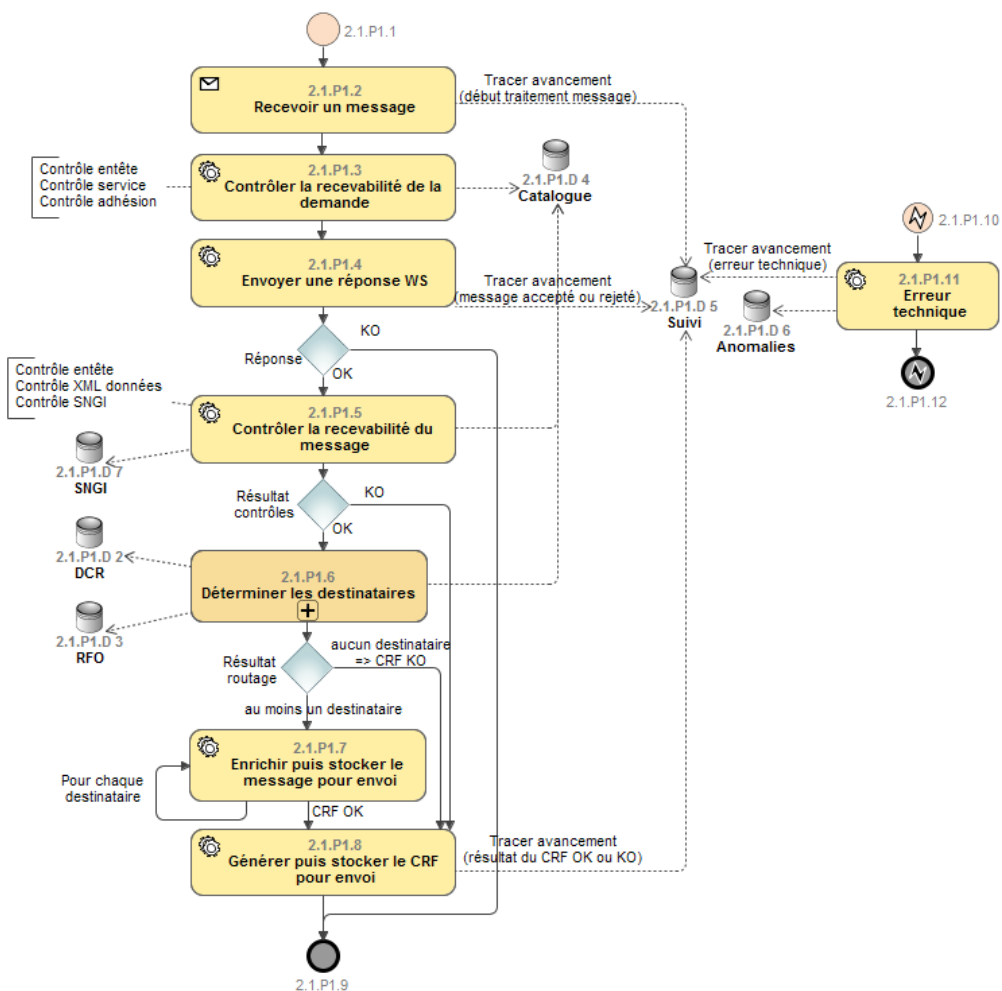 2.1.P1.1
2.1.P1.2
Recevoir un message
Tracer avancement
(début traitement message)
Contrôle entête
Contrôle service
Contrôle adhésion
2.1.P1.3
Contrôler la recevabilité de la
demande
2.1.P1.D 4
Catalogue
2.1.P1.10
2.1.P1.4
Envoyer une réponse WS
Tracer avancement
(message accepté ou rejeté)
2.1.P1.D 5
Suivi
Tracer avancement
(erreur technique)
2.1.P1.11
Erreur
technique
2.1.P1.D 6
Anomalies
2.1.P1.12
Réponse
KO
OK
Contrôle entête
Contrôle XML données
Contrôle SNGI
2.1.P1.5
Contrôler la recevabilité du
message
2.1.P1.D 7
SNGI
Résultat
contrôles
KO
OK
2.1.P1.D 2
DCR
2.1.P1.6
Déterminer les destinataires
2.1.P1.D 3
RFO
Résultat
routage
aucun destinataire
=> CRF KO
au moins un destinataire
2.1.P1.7
Enrichir puis stocker le
message pour envoi
Pour chaque
destinataire
CRF OK
2.1.P1.8
Générer puis stocker le CRF
pour envoi
Tracer avancement
(résultat du CRF OK ou KO)
2.1.P1.9